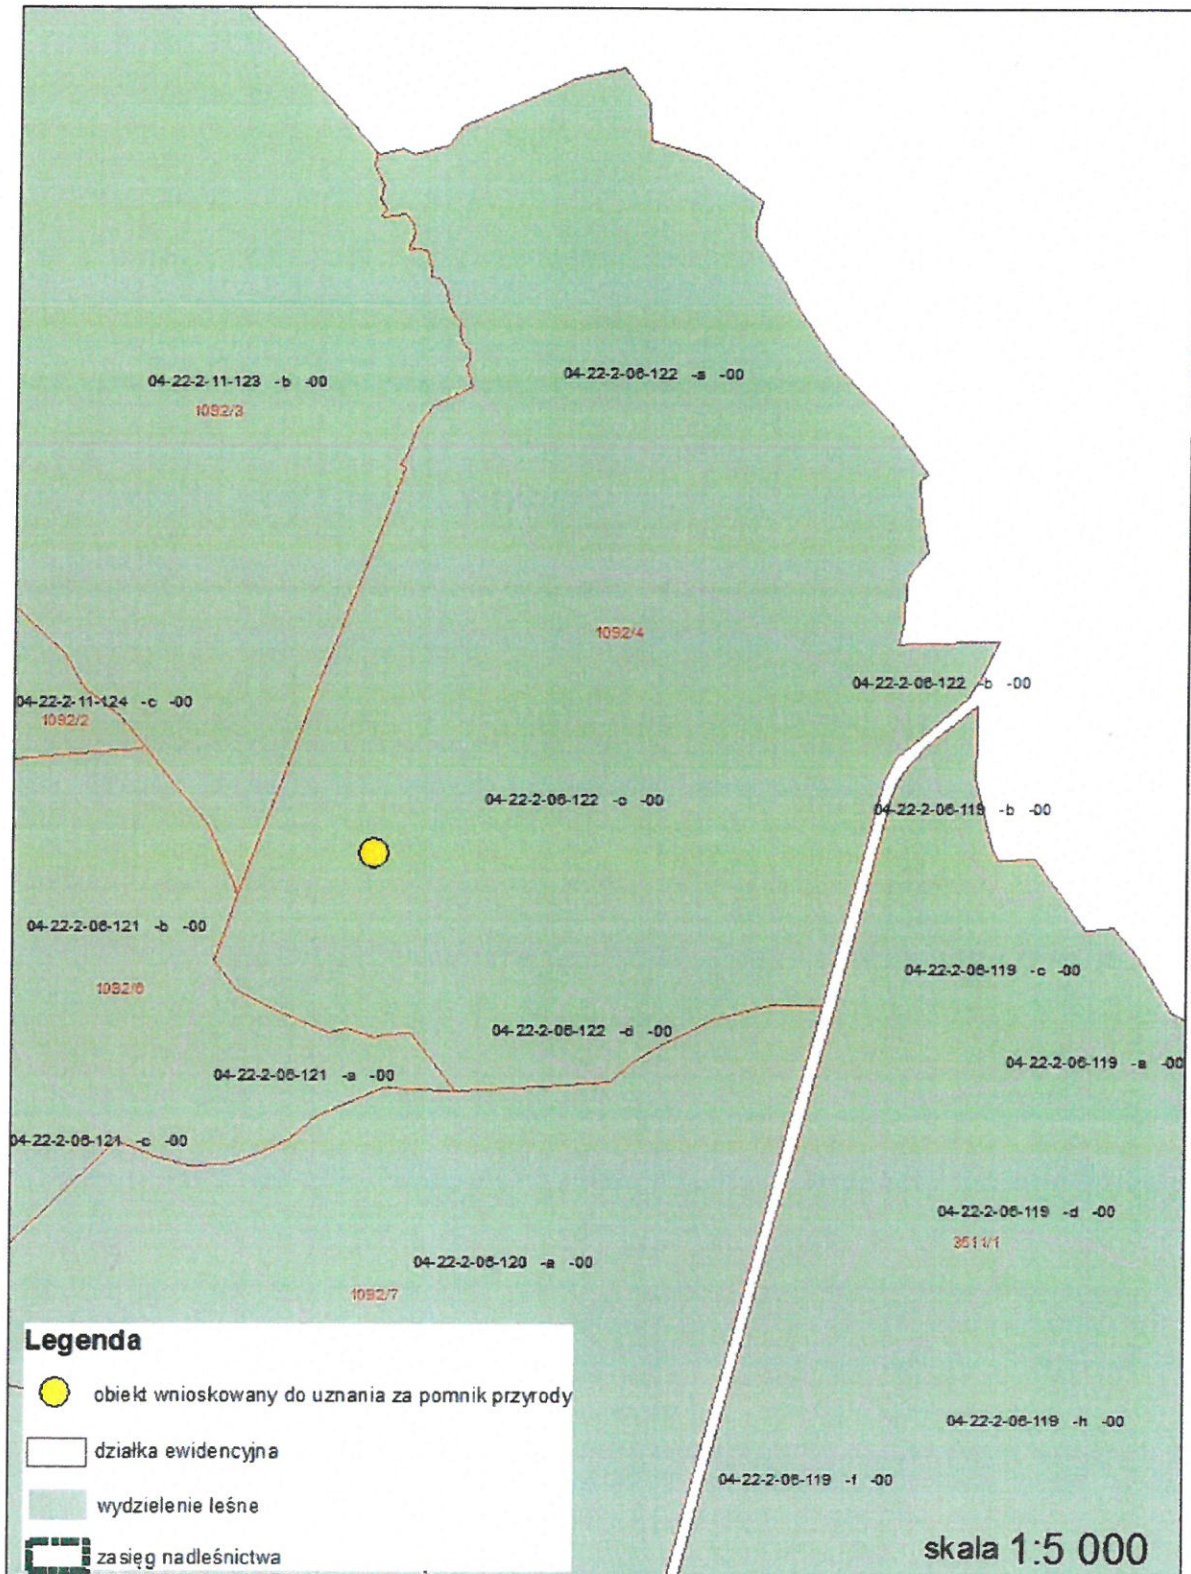 04-22-2-06-122 -a -00
04-22-2-11-123 -b -00
1092/3
1092/4
04-22-2-06-122 -b -00
04-22-2-11-124 -c -00
1092/2
04-22-2-06-122 -c -00
04-22-2-06-119 -b -00
04-22-2-06-121 -b -00
04-22-2-06-119 -c -00
1092/6
04-22-2-06-122 -d -00
04-22-2-06-119 -a -00
04-22-2-06-121 -a -00
04-22-2-06-121 -c -00
04-22-2-06-119 -d -00
3511/1
04-22-2-06-120 -a -00
1092/7
Legenda
obiekt wnioskowany do uznania za pomnik przyrody
działka ewidencyjna
wydzielenie leśne
zasięg nadleśnictwa
04-22-2-06-119 -h -00
04-22-2-06-119 -f -00
skala 1:5 000